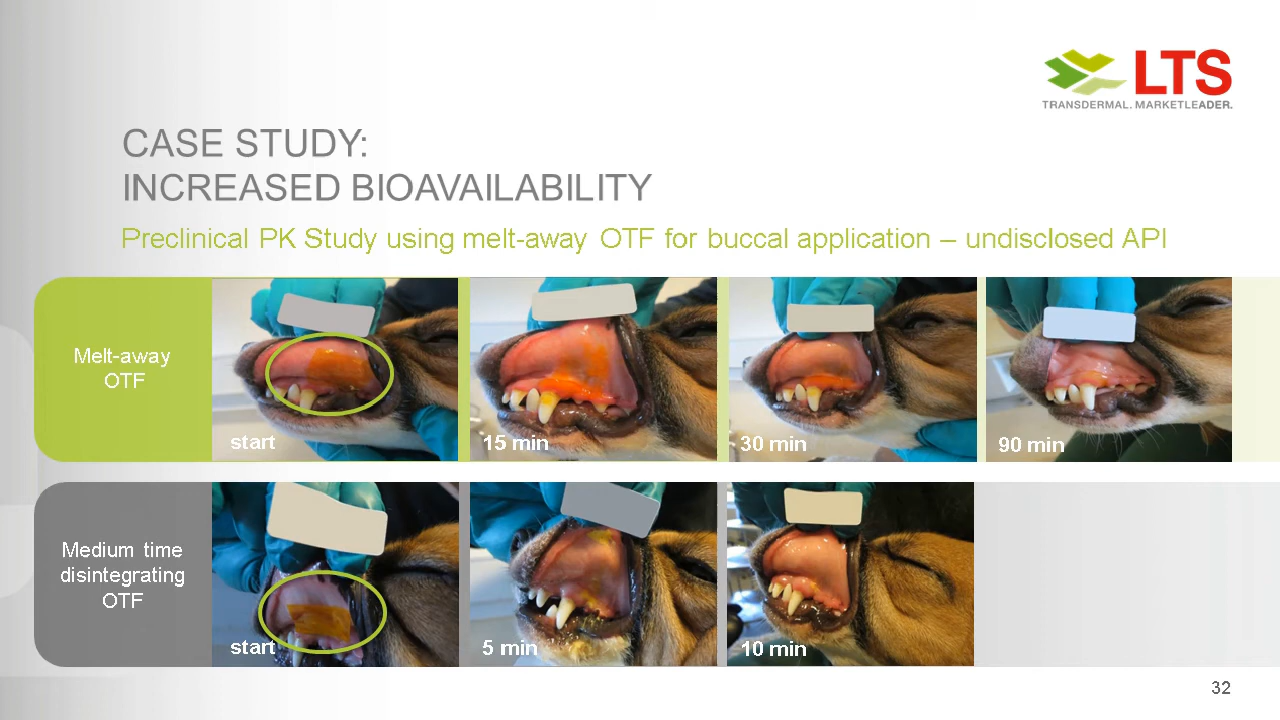 LTS
TRANSDERMAL. MARKETLEADER.
CASE STUDY:
INCREASED BIOAVAILABILITY
Preclinical PK Study using melt-away OTF for buccal application – undisclosed API
Melt-away
OTF
start
15 min
30 min
90 min
Medium time
disintegrating
OTF
start
5 min
10 min
32